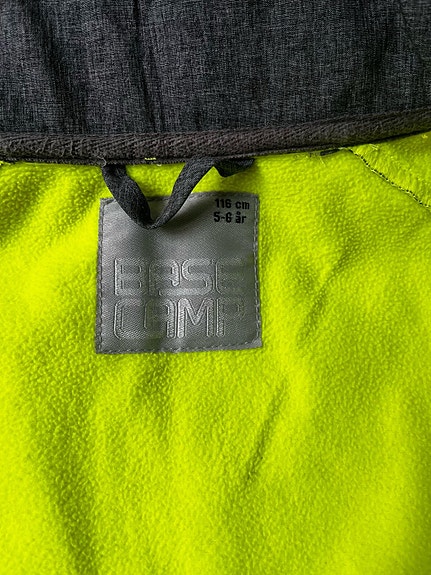 116 cm
5-6 år
BASE
CAMP